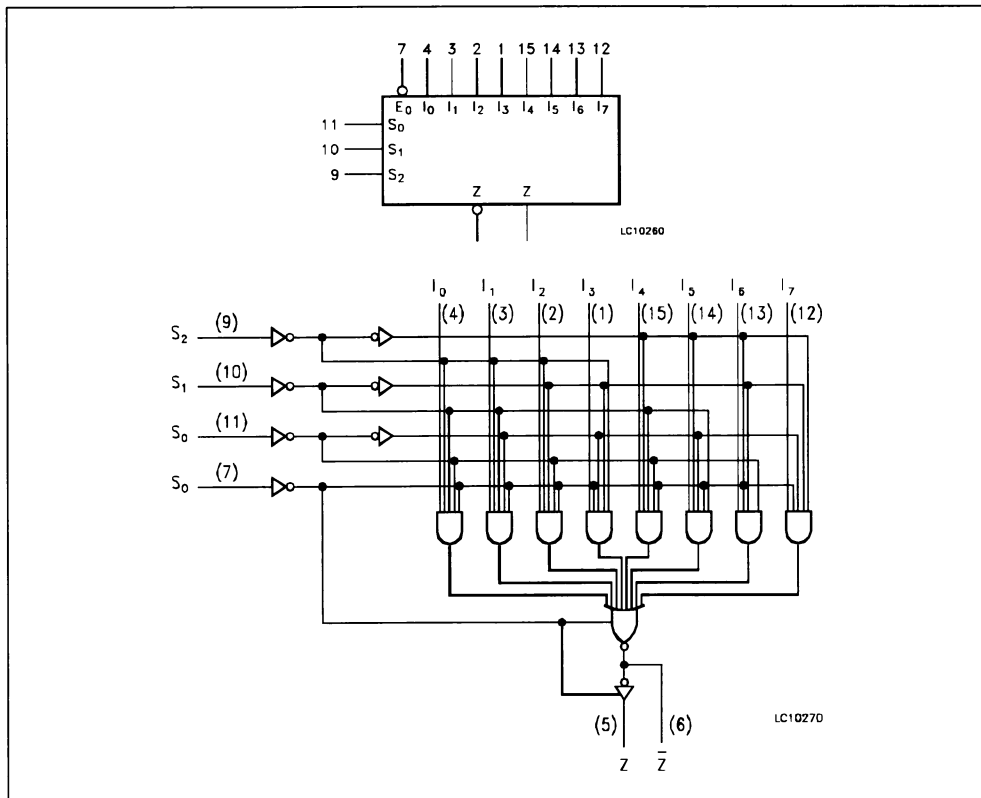 7 4 3 2 1 15 14 13 12
E0 I0 I1 I2 I3 I4 I5 I6 I7
11 S0
10 S1
9 S2
Z Z
LC10260
I0 I1 I2 I3 I4 I5 I6 I7
(4) (3) (2) (1) (15) (14) (13) (12)
S2 (9)
S1 (10)
S0 (11)
S0 (7)
LC10270
(5) (6)
Z Z̅